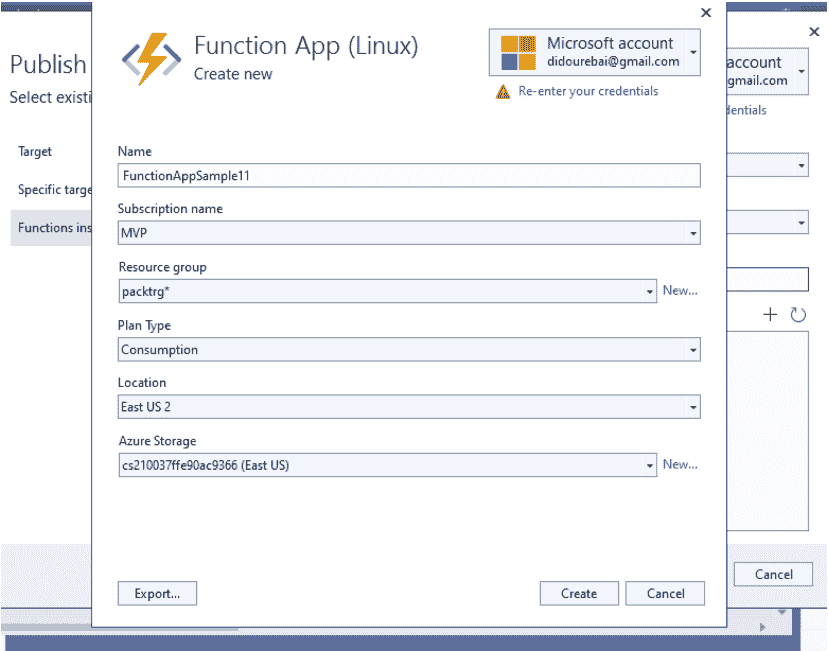 Function App (Linux)
Create new
Microsoft account
didourebai@gmail.com
Re-enter your credentials
Publish
Select existi
account
gmail.com
dentials
Target
Specific targe
Functions ins
Name
FunctionAppSample11
Subscription name
MVP
Resource group
packtrg*
New...
Plan Type
Consumption
Location
East US 2
Azure Storage
cs210037ffe90ac9366 (East US)
New...
Export...
Create
Cancel
Cancel